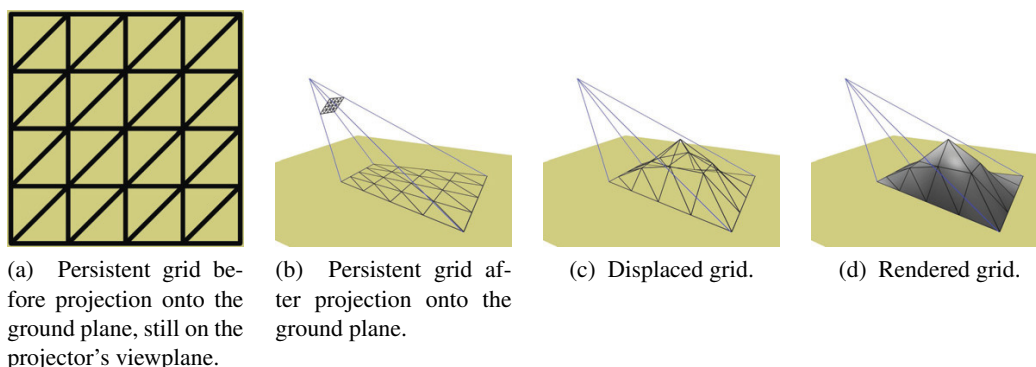 (a) Persistent grid be-
fore projection onto the
ground plane, still on the
projector's viewplane.
(b) Persistent grid af-
ter projection onto the
ground plane.
(c) Displaced grid.
(d) Rendered grid.